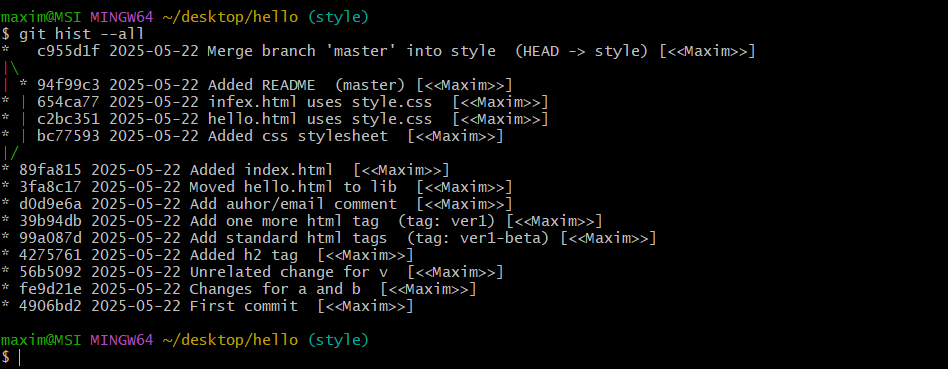 maxim@MSI MINGW64 ~/desktop/hello (style)
$ git hist --all
*   c955d1f 2025-05-22 Merge branch 'master' into style  (HEAD -> style) [<<Maxim>>]
|\
| * 94f99c3 2025-05-22 Added README  (master) [<<Maxim>>]
* | 654ca77 2025-05-22 infex.html uses style.css  [<<Maxim>>]
* | c2bc351 2025-05-22 hello.html uses style.css  [<<Maxim>>]
* | bc77593 2025-05-22 Added css stylesheet  [<<Maxim>>]
|/
* 89fa815 2025-05-22 Added index.html  [<<Maxim>>]
* 3fa8c17 2025-05-22 Moved hello.html to lib  [<<Maxim>>]
* d0d9e6a 2025-05-22 Add auhor/email comment  [<<Maxim>>]
* 39b94db 2025-05-22 Add one more html tag  (tag: ver1) [<<Maxim>>]
* 99a087d 2025-05-22 Add standard html tags  (tag: ver1-beta) [<<Maxim>>]
* 4275761 2025-05-22 Added h2 tag  [<<Maxim>>]
* 56b5092 2025-05-22 Unrelated change for v  [<<Maxim>>]
* fe9d21e 2025-05-22 Changes for a and b  [<<Maxim>>]
* 4906bd2 2025-05-22 First commit  [<<Maxim>>]
maxim@MSI MINGW64 ~/desktop/hello (style)
$